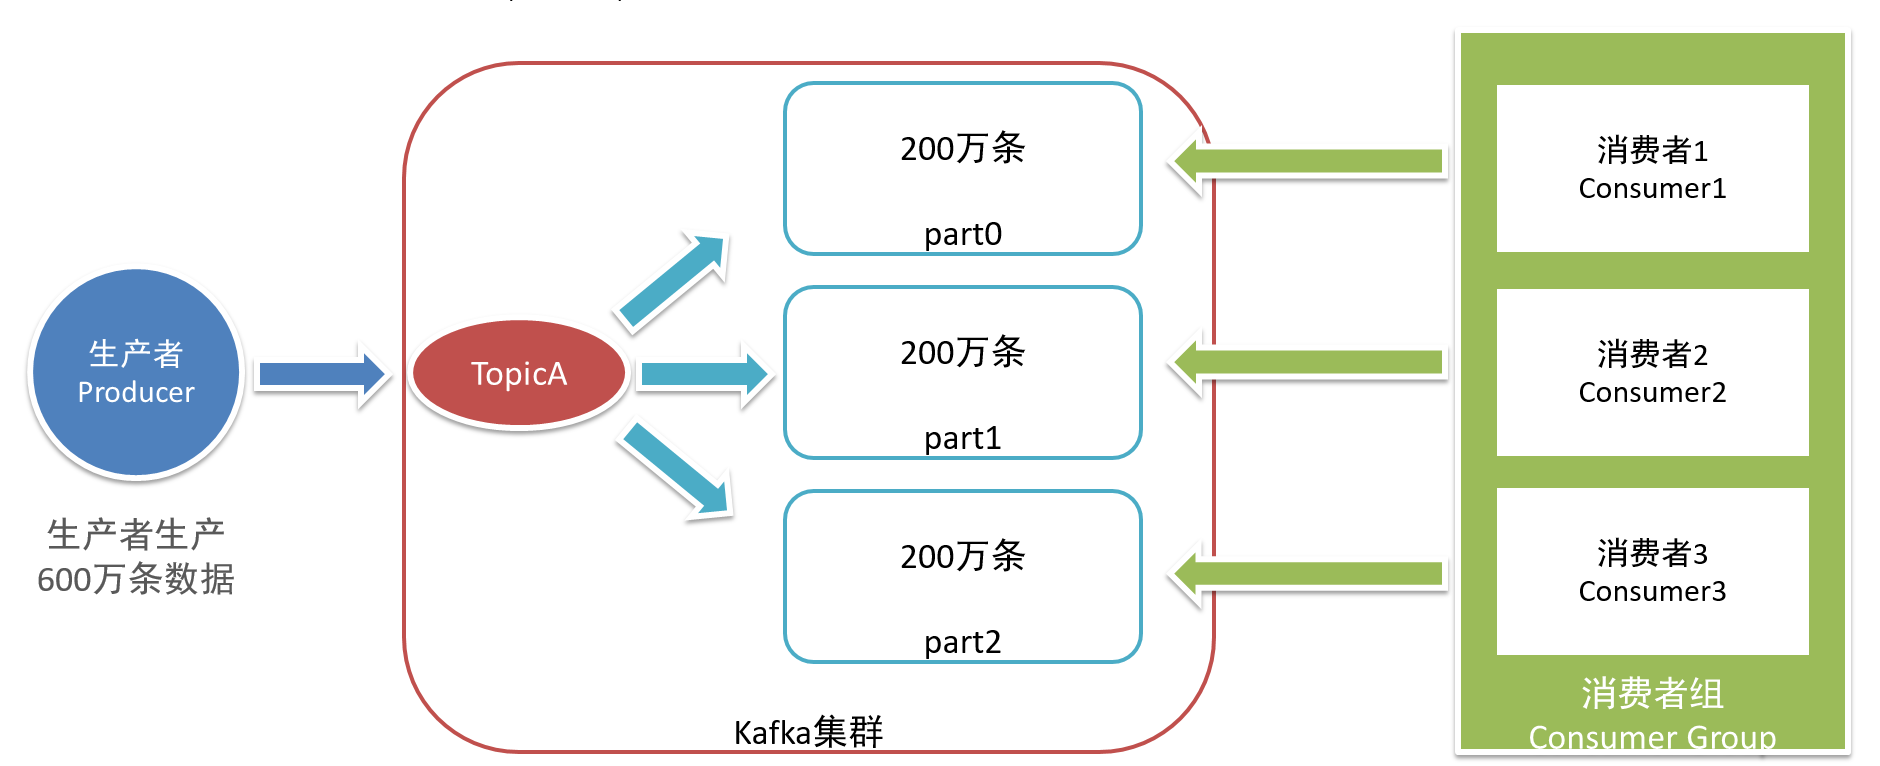 生产者
Producer
生产者生产
600万条数据
TopicA
200万条
part0
200万条
part1
200万条
part2
Kafka集群
消费者1
Consumer1
消费者2
Consumer2
消费者3
Consumer3
消费者组
Consumer Group